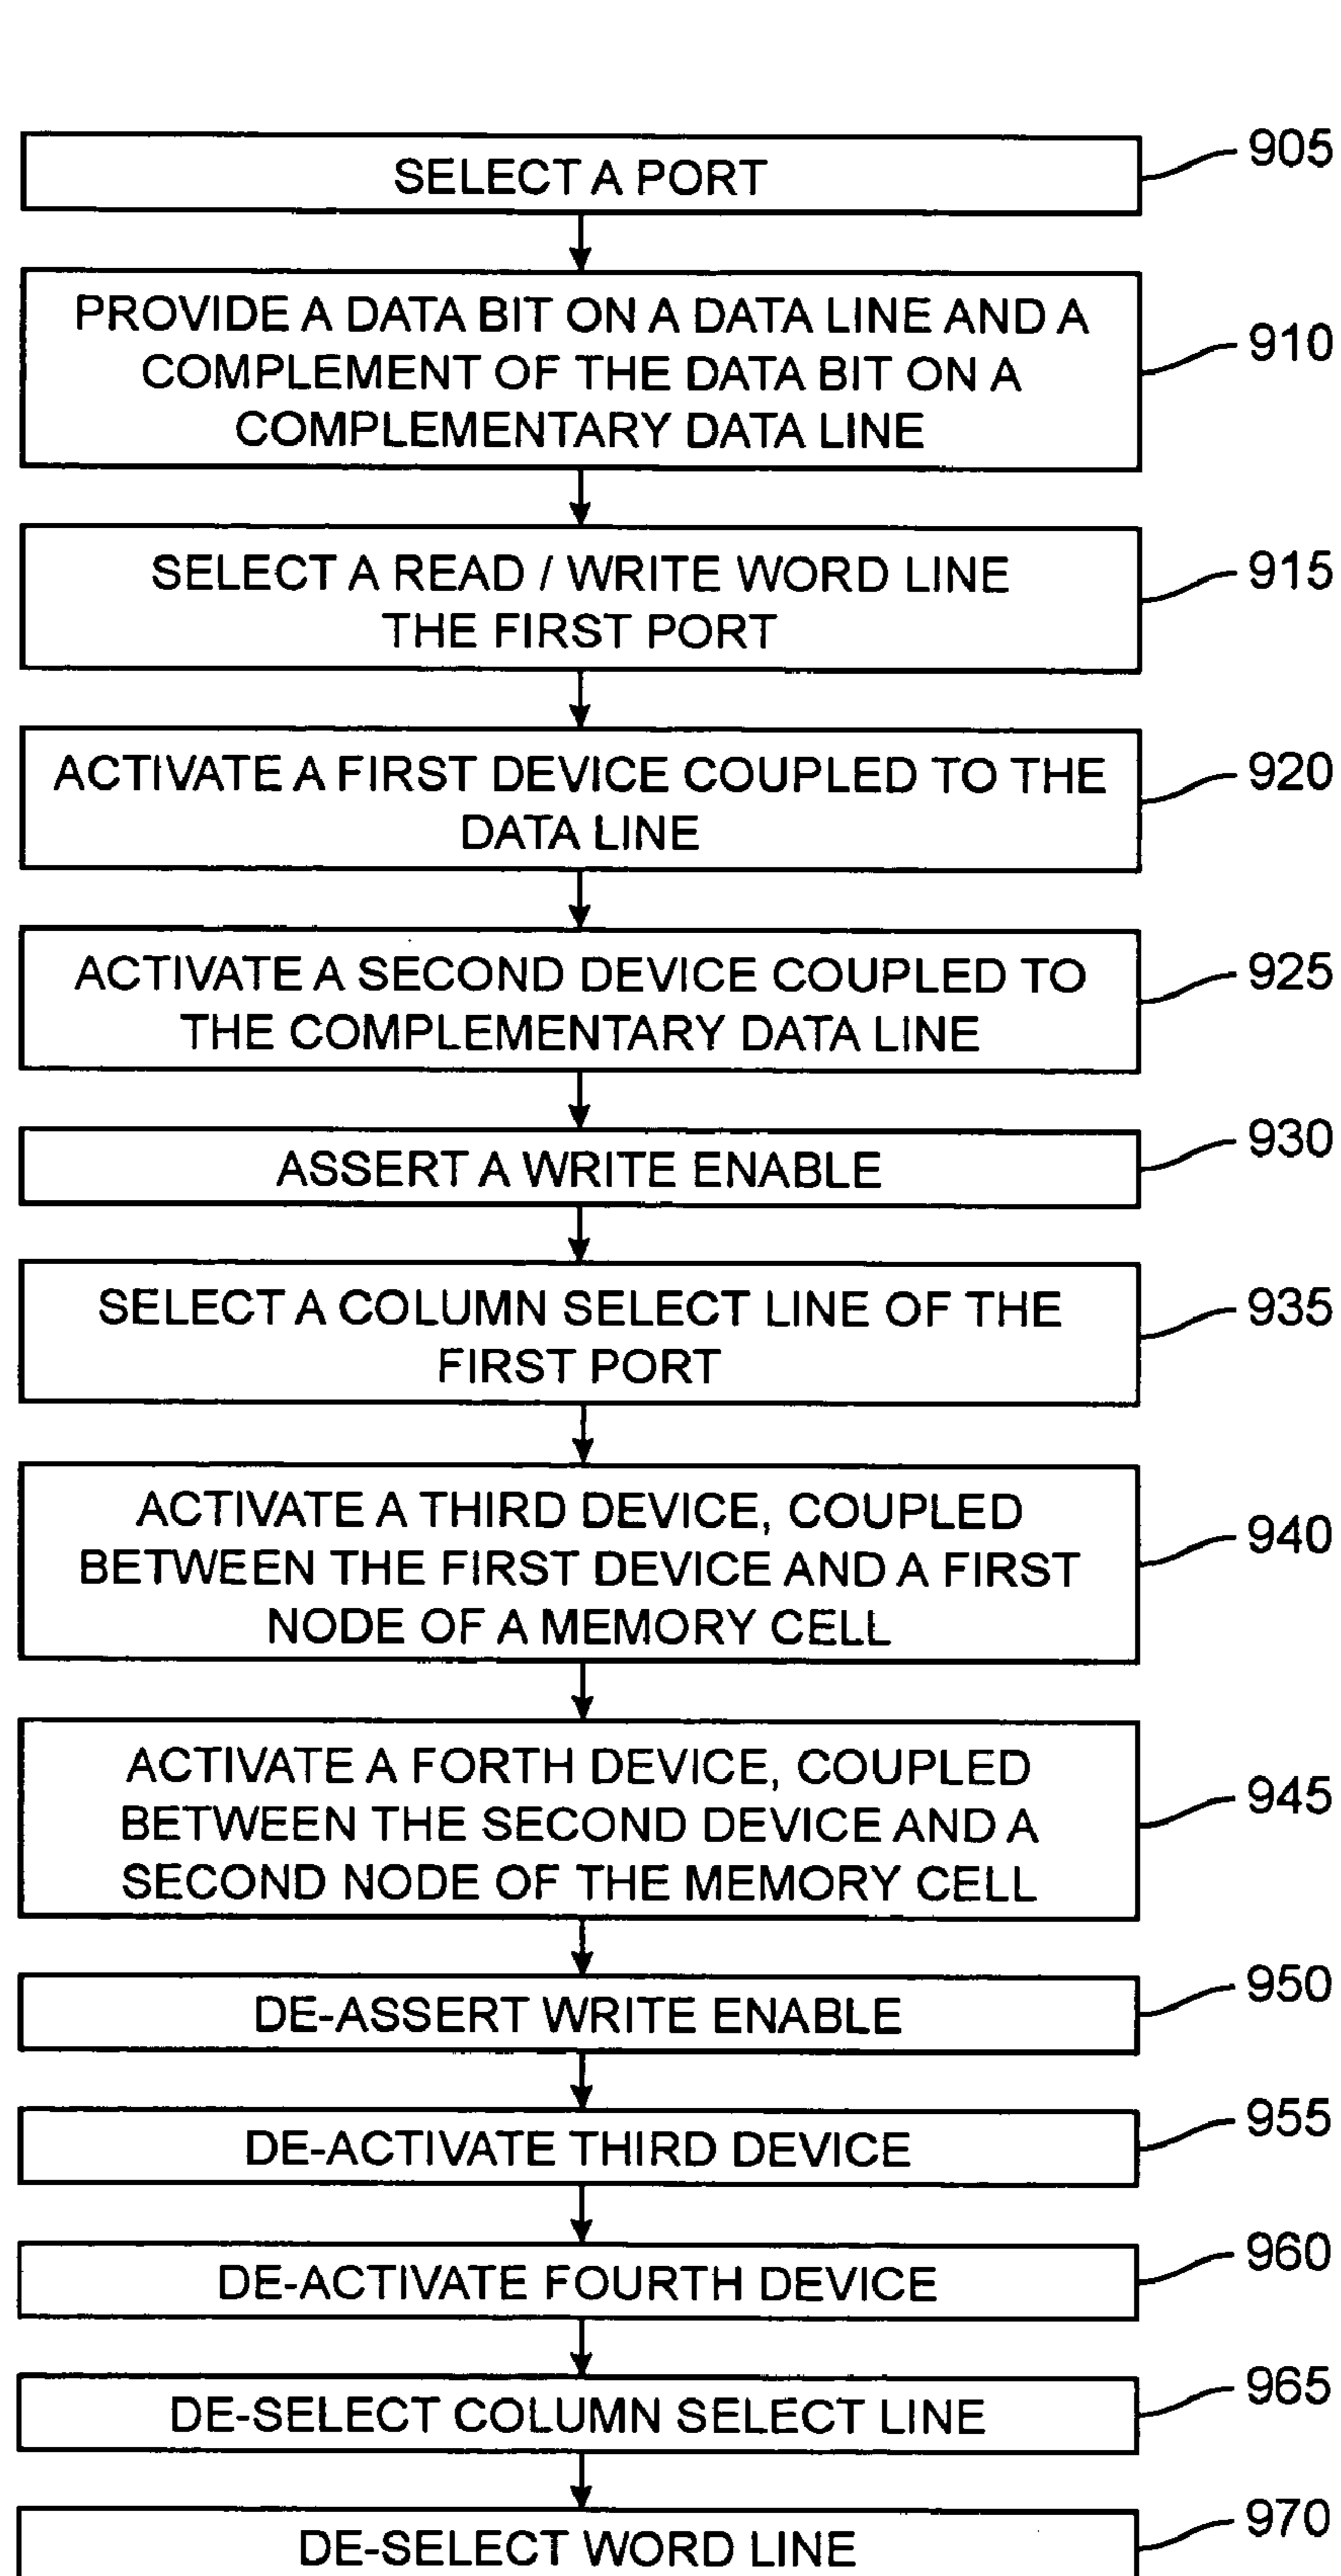 SELECT A PORT
905
PROVIDE A DATA BIT ON A DATA LINE AND A
COMPLEMENT OF THE DATA BIT ON A
COMPLEMENTARY DATA LINE
910
SELECT A READ / WRITE WORD LINE
THE FIRST PORT
915
ACTIVATE A FIRST DEVICE COUPLED TO THE
DATA LINE
920
ACTIVATE A SECOND DEVICE COUPLED TO
THE COMPLEMENTARY DATA LINE
925
ASSERT A WRITE ENABLE
930
SELECT A COLUMN SELECT LINE OF THE
FIRST PORT
935
ACTIVATE A THIRD DEVICE, COUPLED
BETWEEN THE FIRST DEVICE AND A FIRST
NODE OF A MEMORY CELL
940
ACTIVATE A FORTH DEVICE, COUPLED
BETWEEN THE SECOND DEVICE AND A
SECOND NODE OF THE MEMORY CELL
945
DE-ASSERT WRITE ENABLE
950
DE-ACTIVATE THIRD DEVICE
955
DE-ACTIVATE FOURTH DEVICE
960
DE-SELECT COLUMN SELECT LINE
965
DE-SELECT WORD LINE
970